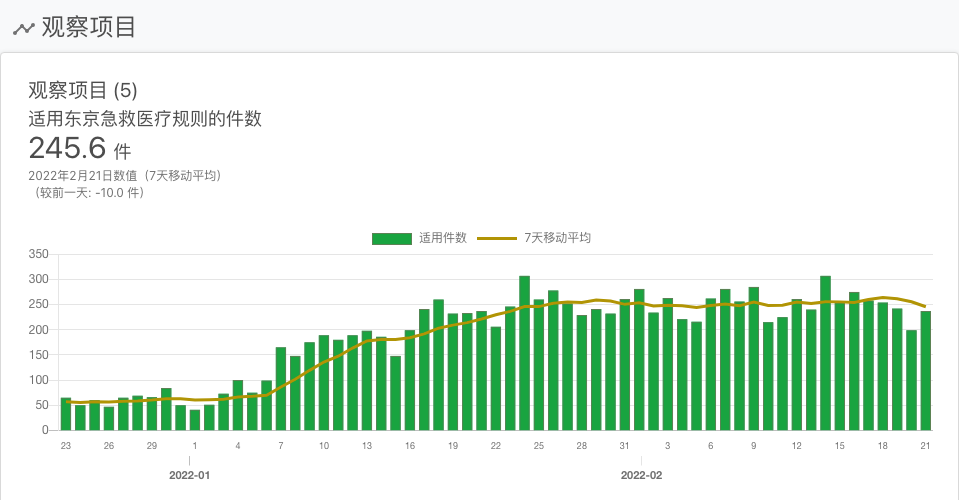 观察项目
观察项目 (5)
适用东京急救医疗规则的件数
245.6 件
2022年2月21日数值（7天移动平均）
（较前一天: -10.0 件）
适用件数 7天移动平均
350
300
250
200
150
100
50
0
23 26 29 1 4 7 10 13 16 19 22 25 28 31 3 6 9 12 15 18 21
2022-01 2022-02